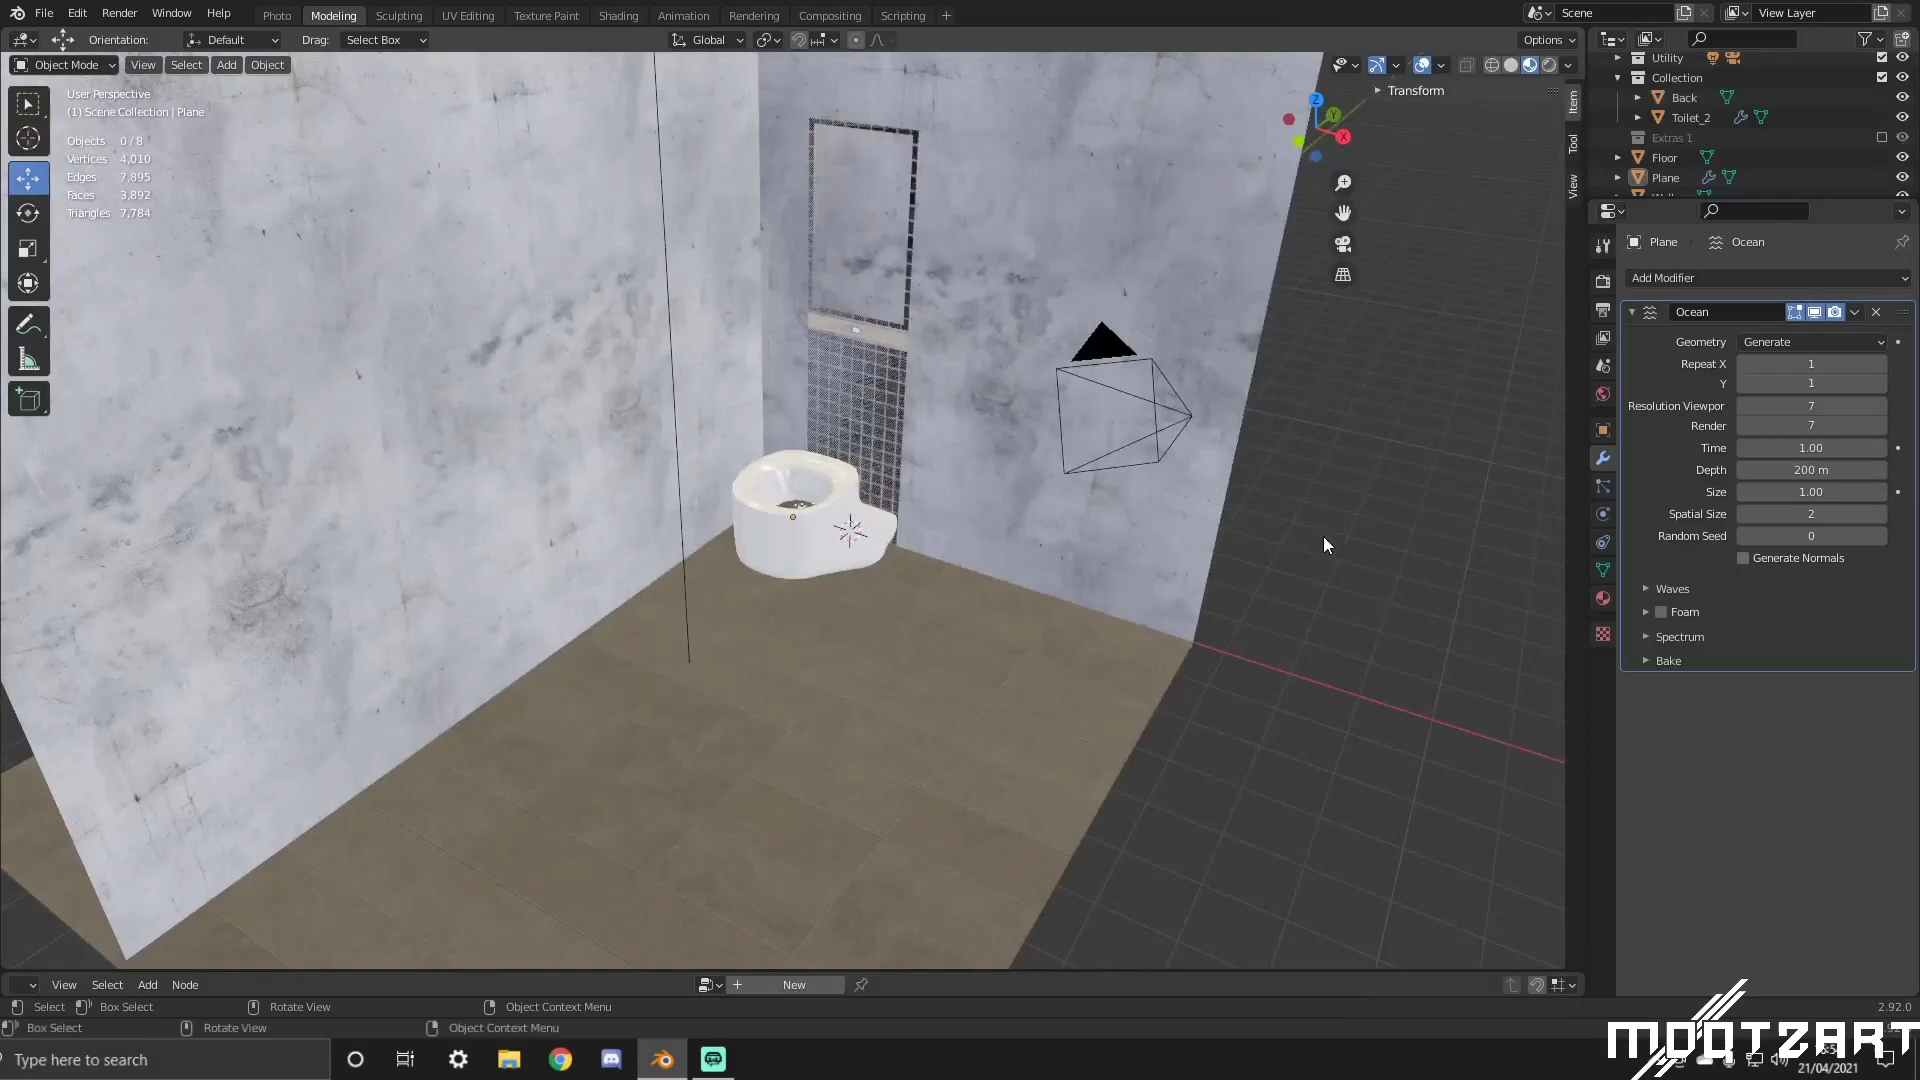 File Edit Render Window Help Photo Modeling Sculpting UV Editing Texture Paint Shading Animation Rendering Compositing Scripting + Scene View Layer
Orientation: Default Drag: Select Box Global Options
Object Mode View Select Add Object
User Perspective
(1) Scene Collection | Plane
Objects 0 / 8
Vertices 4,010
Edges 7,895
Faces 3,892
Triangles 7,784
Z
Y
X
Transform
Item
Tool
View
Utility
Collection
Back
Toilet_2
Extras 1
Floor
Plane
Plane Ocean
Add Modifier
Ocean
Geometry Generate
Repeat X 1
Y 1
Resolution Viewpor 7
Render 7
Time 1.00
Depth 200 m
Size 1.00
Spatial Size 2
Random Seed 0
Generate Normals
Waves
Foam
Spectrum
Bake
View Select Add Node New
Select Box Select Rotate View Object Context Menu 2.92.0
Box Select Rotate View Object Context Menu
MOOTZART
Type here to search
21/04/2021